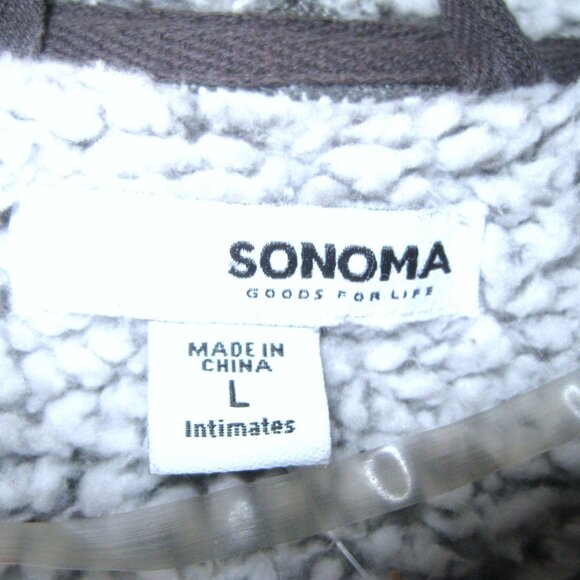 SONOMA
GOODS FOR LIFE
MADE IN
CHINA
L
Intimates